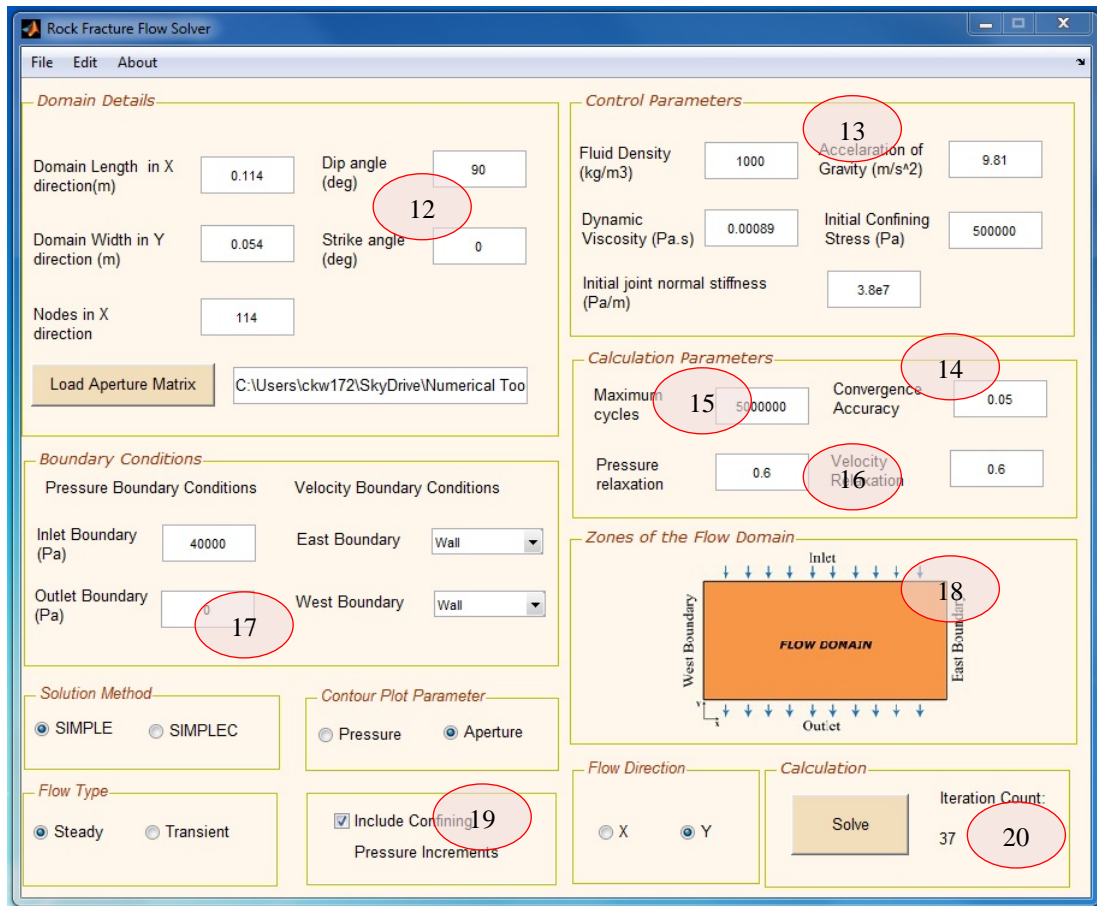 Rock Fracture Flow Solver
File Edit About
Domain Details
Domain Length in X
direction(m)
0.114
Dip angle
(deg)
90
12
Domain Width in Y
direction (m)
0.054
Strike angle
(deg)
0
Nodes in X
direction
114
Load Aperture Matrix
C:\Users\ckw172\SkyDrive\Numerical Too
Control Parameters
13
Fluid Density
(kg/m3)
1000
Accelaration of
Gravity (m/s^2)
9.81
Dynamic
Viscosity (Pa.s)
0.00089
Initial Confining
Stress (Pa)
500000
Initial joint normal stiffness
(Pa/m)
3.8e7
Calculation Parameters
14
Maximum
cycles
15
5000000
Convergence
Accuracy
0.05
Pressure
relaxation
0.6
Velocity
Relaxation
16
0.6
Boundary Conditions
Pressure Boundary Conditions
Velocity Boundary Conditions
Inlet Boundary
(Pa)
40000
East Boundary
Wall
Outlet Boundary
(Pa)
0
17
West Boundary
Wall
Zones of the Flow Domain
Inlet
18
West Boundary
FLOW DOMAIN
East Boundary
Y
X
Outlet
Solution Method
SIMPLE
SIMPLEC
Contour Plot Parameter
Pressure
Aperture
Flow Type
Steady
Transient
Include Confining
Pressure Increments
19
Flow Direction
X
Y
Calculation
Solve
Iteration Count:
37
20